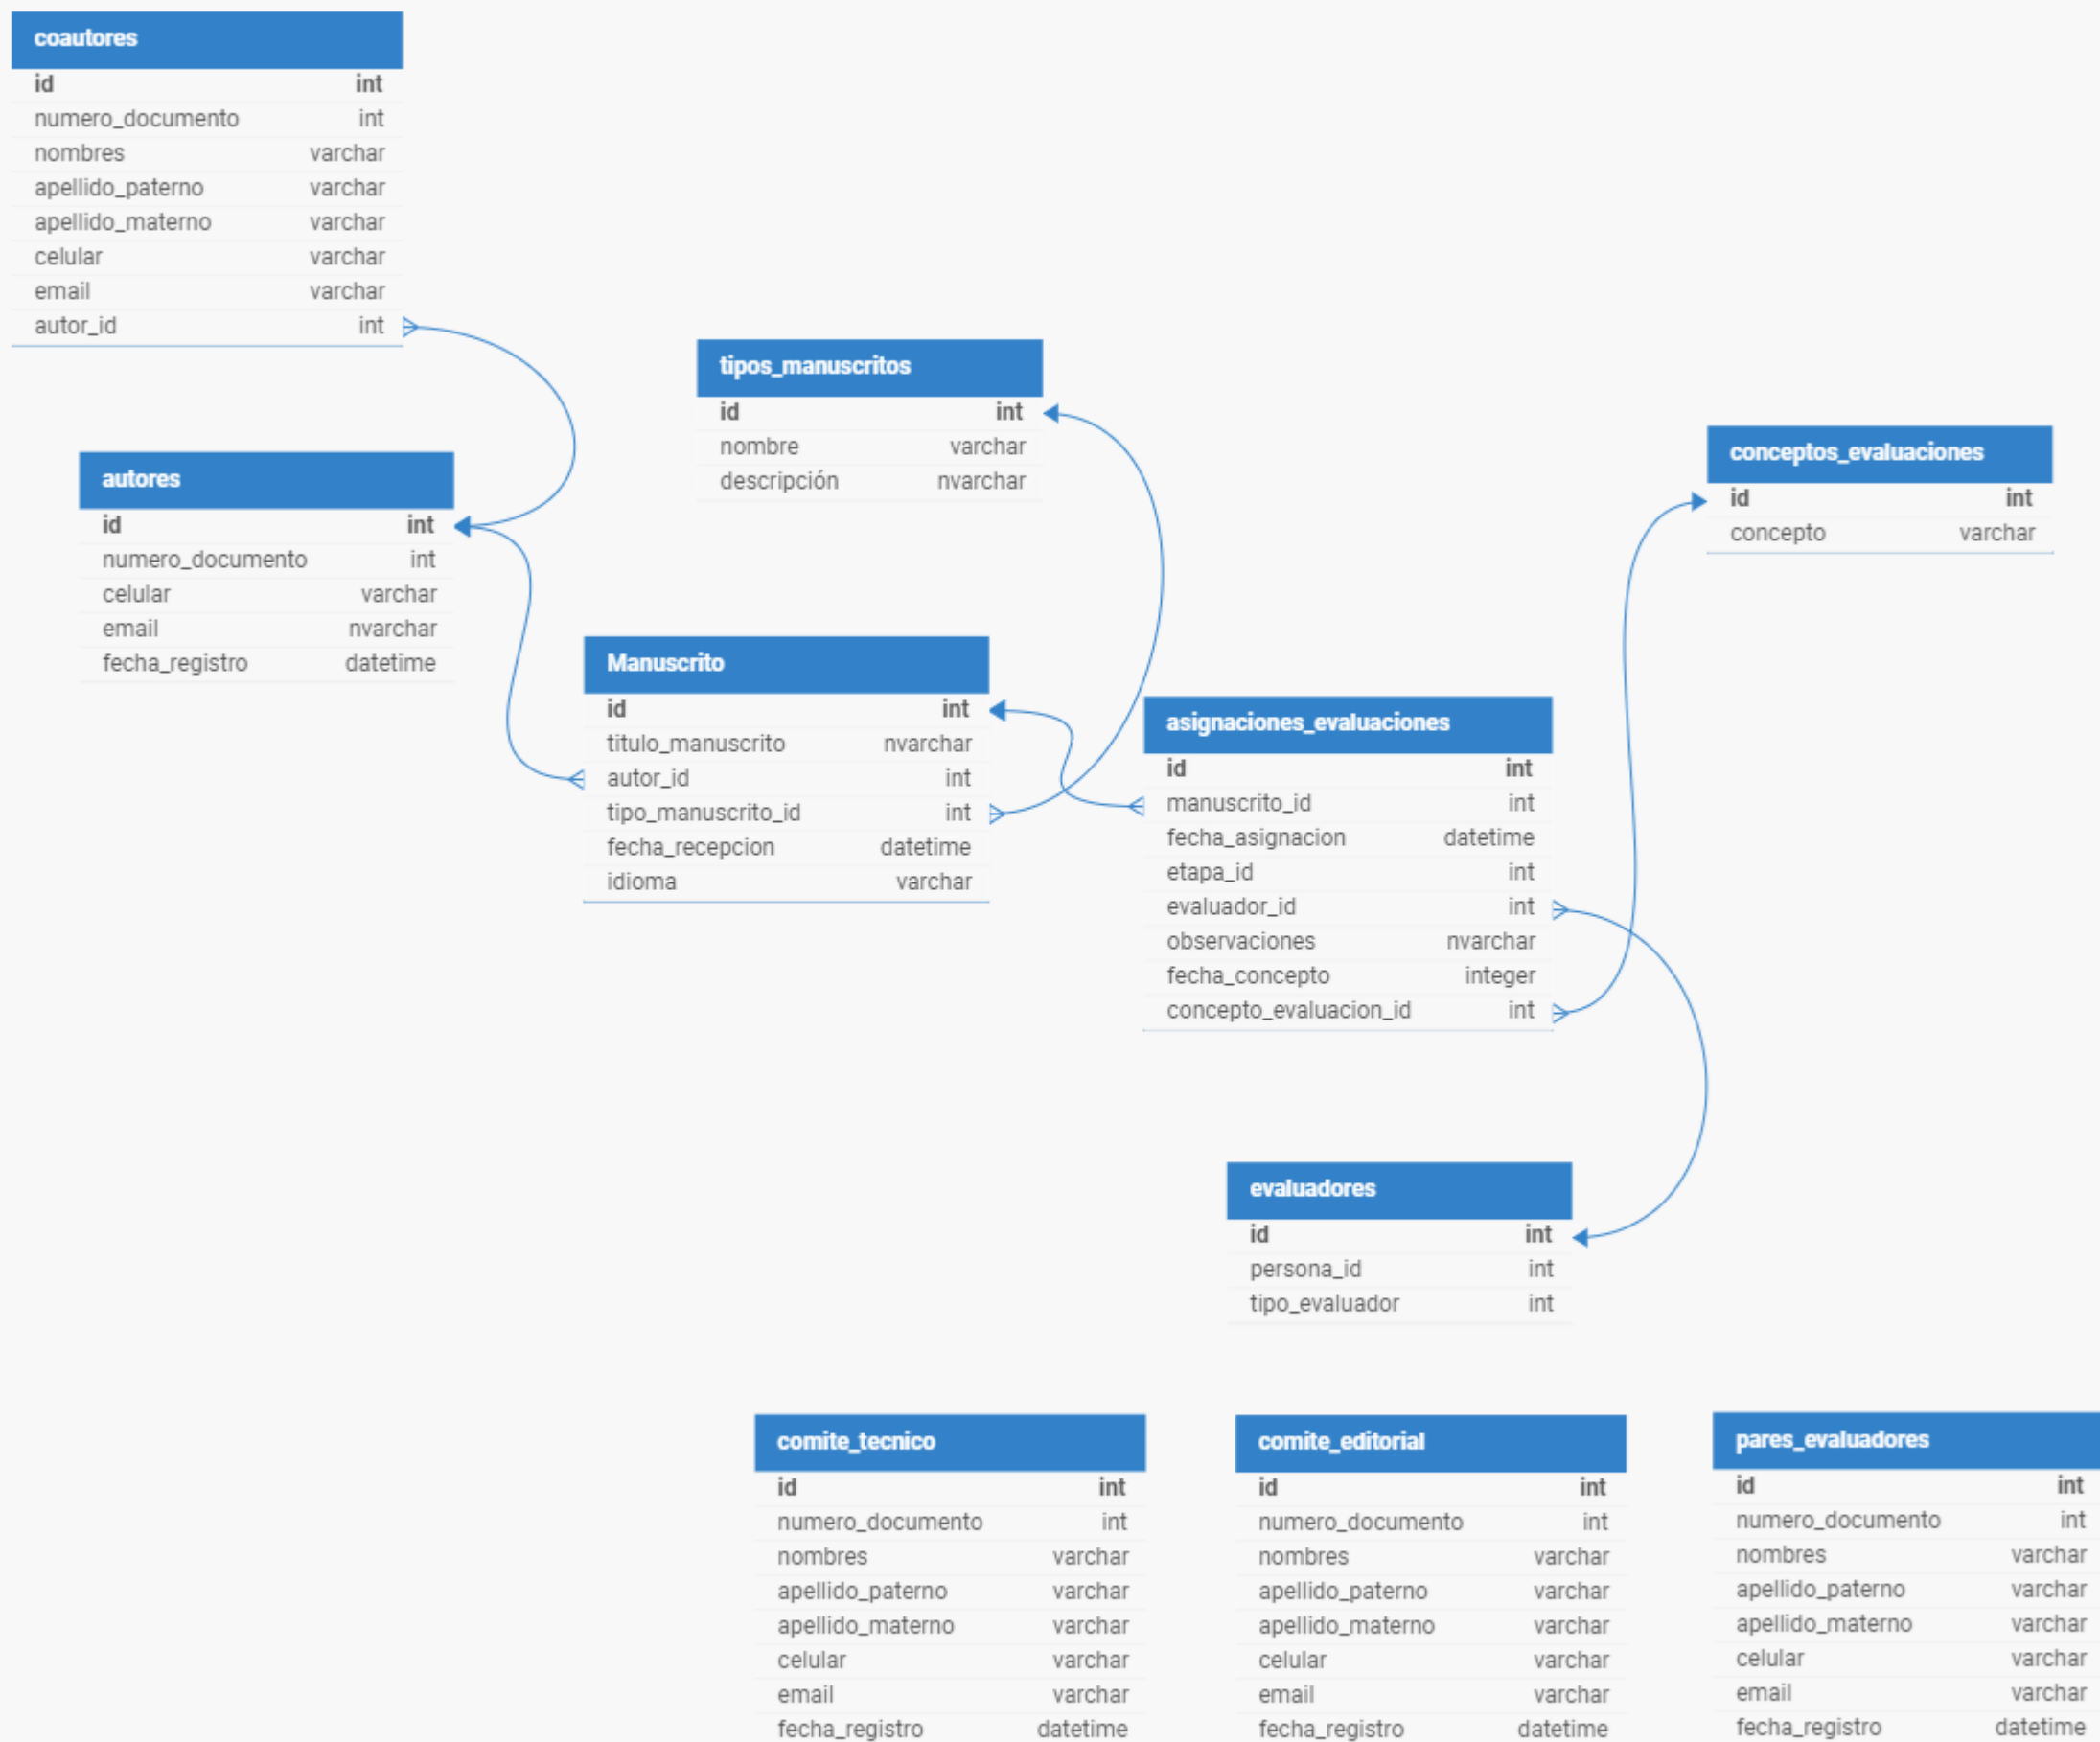 coautores
id int
numero_documento int
nombres varchar
apellido_paterno varchar
apellido_materno varchar
celular varchar
email varchar
autor_id int
tipos_manuscritos
id int
nombre varchar
descripción nvarchar
conceptos_evaluaciones
id int
concepto varchar
autores
id int
numero_documento int
celular varchar
email nvarchar
fecha_registro datetime
Manuscrito
id int
titulo_manuscrito nvarchar
autor_id int
tipo_manuscrito_id int
fecha_recepcion datetime
idioma varchar
asignaciones_evaluaciones
id int
manuscrito_id int
fecha_asignacion datetime
etapa_id int
evaluador_id int
observaciones nvarchar
fecha_concepto integer
concepto_evaluacion_id int
evaluadores
id int
persona_id int
tipo_evaluador int
comite_tecnico
id int
numero_documento int
nombres varchar
apellido_paterno varchar
apellido_materno varchar
celular varchar
email varchar
fecha_registro datetime
comite_editorial
id int
numero_documento int
nombres varchar
apellido_paterno varchar
apellido_materno varchar
celular varchar
email varchar
fecha_registro datetime
pares_evaluadores
id int
numero_documento int
nombres varchar
apellido_paterno varchar
apellido_materno varchar
celular varchar
email varchar
fecha_registro datetime